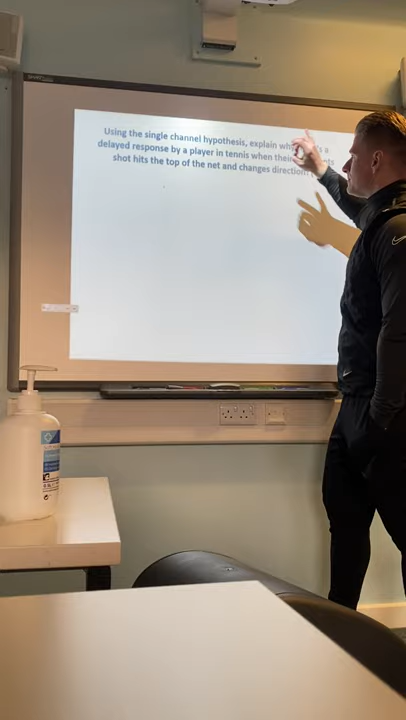 Using the single channel hypothesis, explain a
delayed response by a player in tennis when their
shot hits the top of the net and changes direction